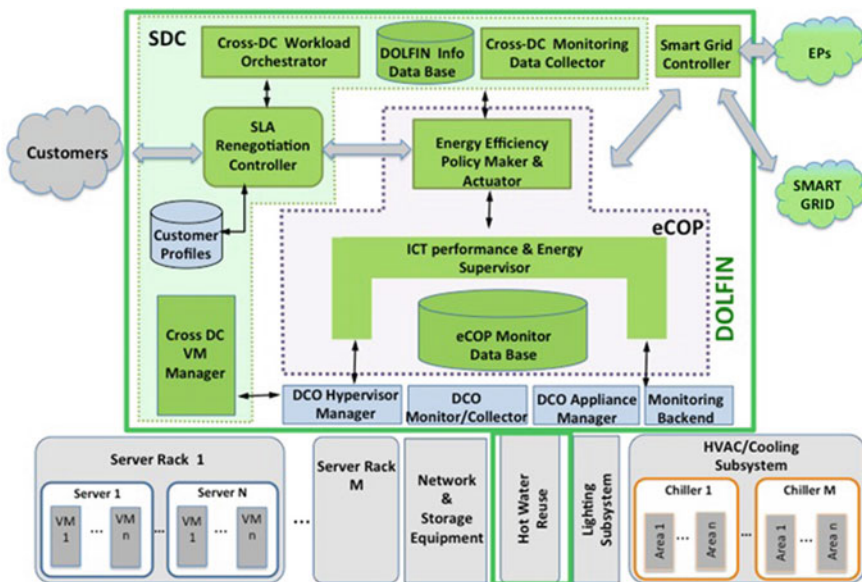 SDC
Cross-DC Workload
Orchestrator
DOLFIN Info
Data Base
Cross-DC Monitoring
Data Collector
Smart Grid
Controller
EPs
Customers
SLA
Renegotiation
Controller
Energy Efficiency
Policy Maker &
Actuator
SMART
GRID
Customer
Profiles
eCOP
ICT performance & Energy
Supervisor
DOLFIN
Cross DC
VM
Manager
eCOP Monitor
Data Base
DCO Hypervisor
Manager
DCO
Monitor/Collector
DCO Appliance
Manager
Monitoring
Backend
Server Rack 1
Server 1
VM
1
...
VM
n
...
Server N
VM
1
...
VM
n
...
Server Rack
M
Network
&
Storage
Equipment
Hot Water
Reuse
Lighting
Subsystem
HVAC/Cooling
Subsystem
Chiller 1
Area 1
...
Area n
...
Chiller M
Area 1
...
Area n